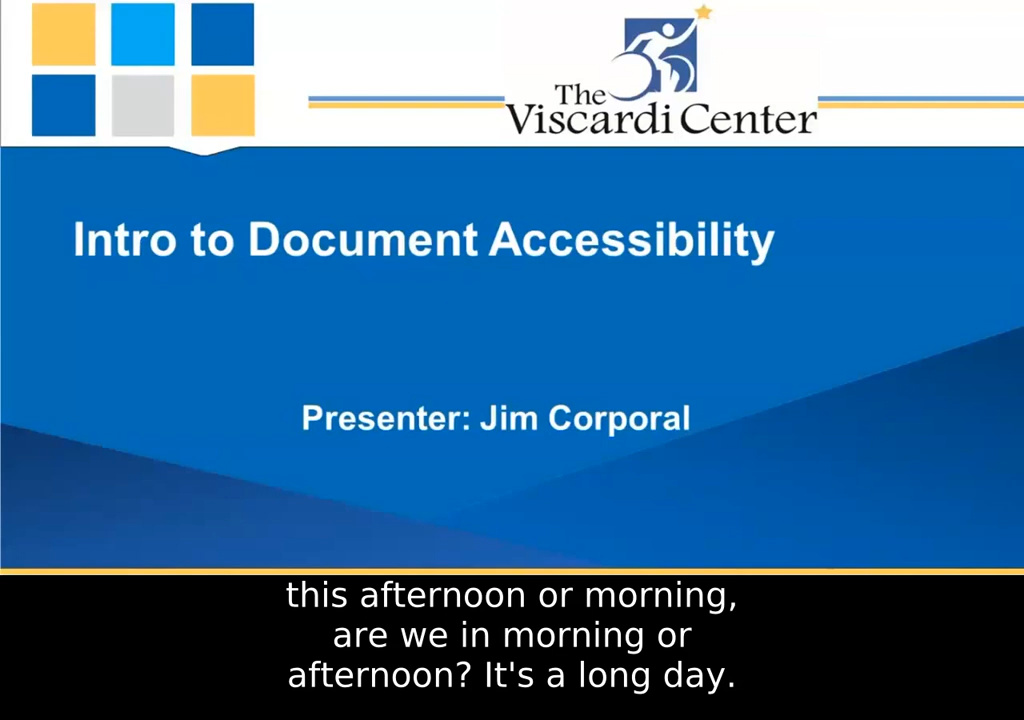 The
Viscardi Center
Intro to Document Accessibility
Presenter: Jim Corporal
this afternoon or morning,
are we in morning or
afternoon? It's a long day.